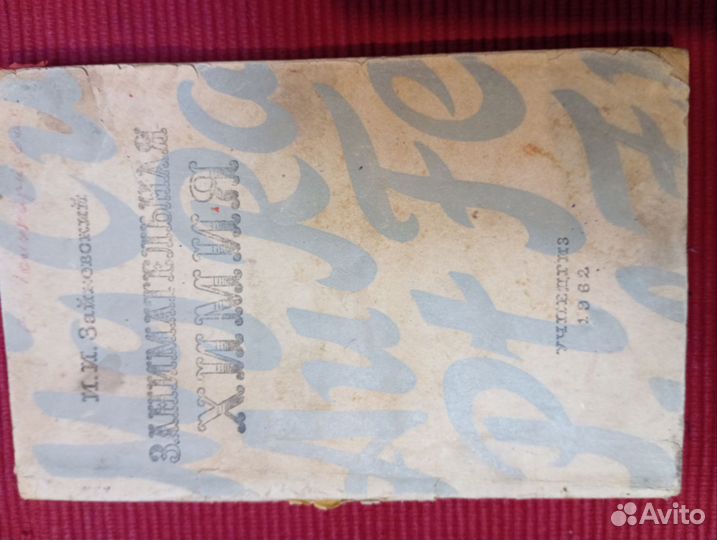 И.И. Зайковский
ЗАНИМАТЕЛЬНАЯ
ХИМИЯ
УЧПЕДГИЗ
1962
Avito